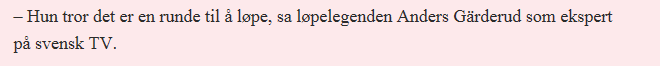 – Hun tror det er en runde til å løpe, sa løpelegenden Anders Gärderud som ekspert
på svensk TV.